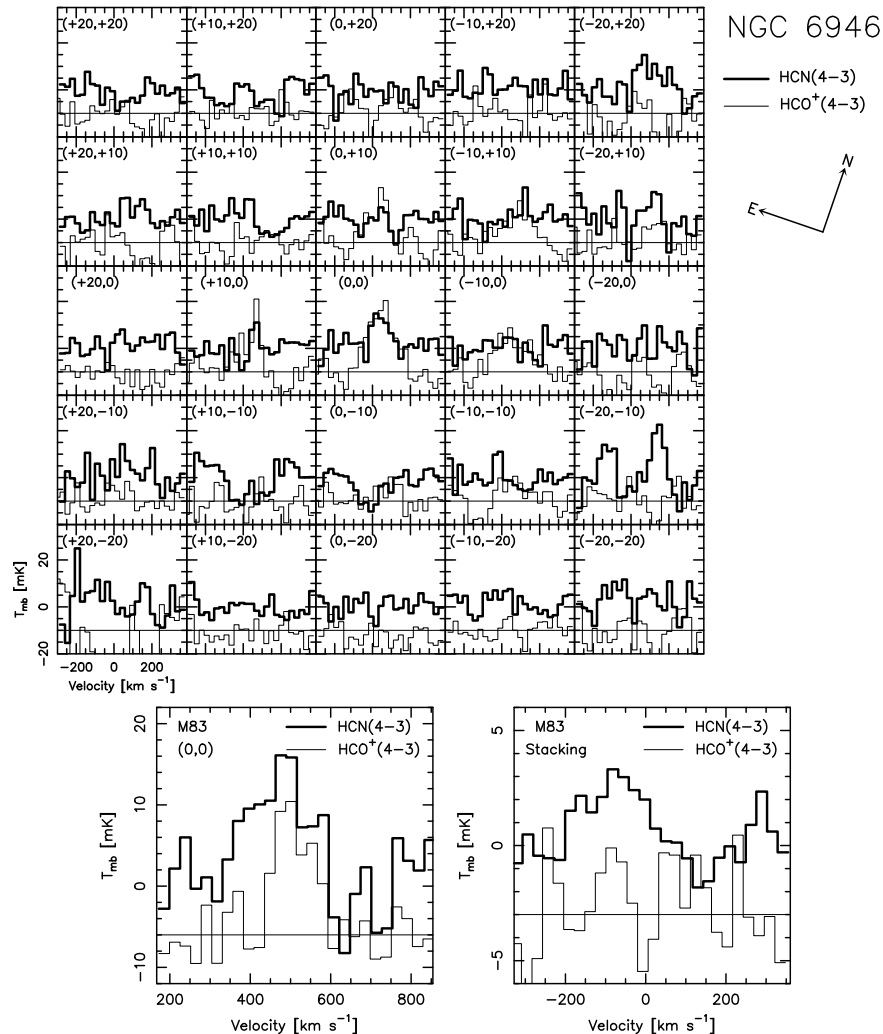 NGC 6946
HCN(4−3)
HCO+(4−3)
N
E
(+20,+20) (+10,+20) (0,+20) (−10,+20) (−20,+20)
(+20,+10) (+10,+10) (0,+10) (−10,+10) (−20,+10)
(+20,0) (+10,0) (0,0) (−10,0) (−20,0)
(+20,−10) (+10,−10) (0,−10) (−10,−10) (−20,−10)
(+20,−20) (+10,−20) (0,−20) (−10,−20) (−20,−20)
20
0
−20
Tmb [mK]
−200 0 200
Velocity [km s−1]
M83 HCN(4−3)
(0,0) HCO+(4−3)
20
10
0
−10
Tmb [mK]
200 400 600 800
Velocity [km s−1]
M83 HCN(4−3)
Stacking HCO+(4−3)
5
0
−5
Tmb [mK]
−200 0 200
Velocity [km s−1]